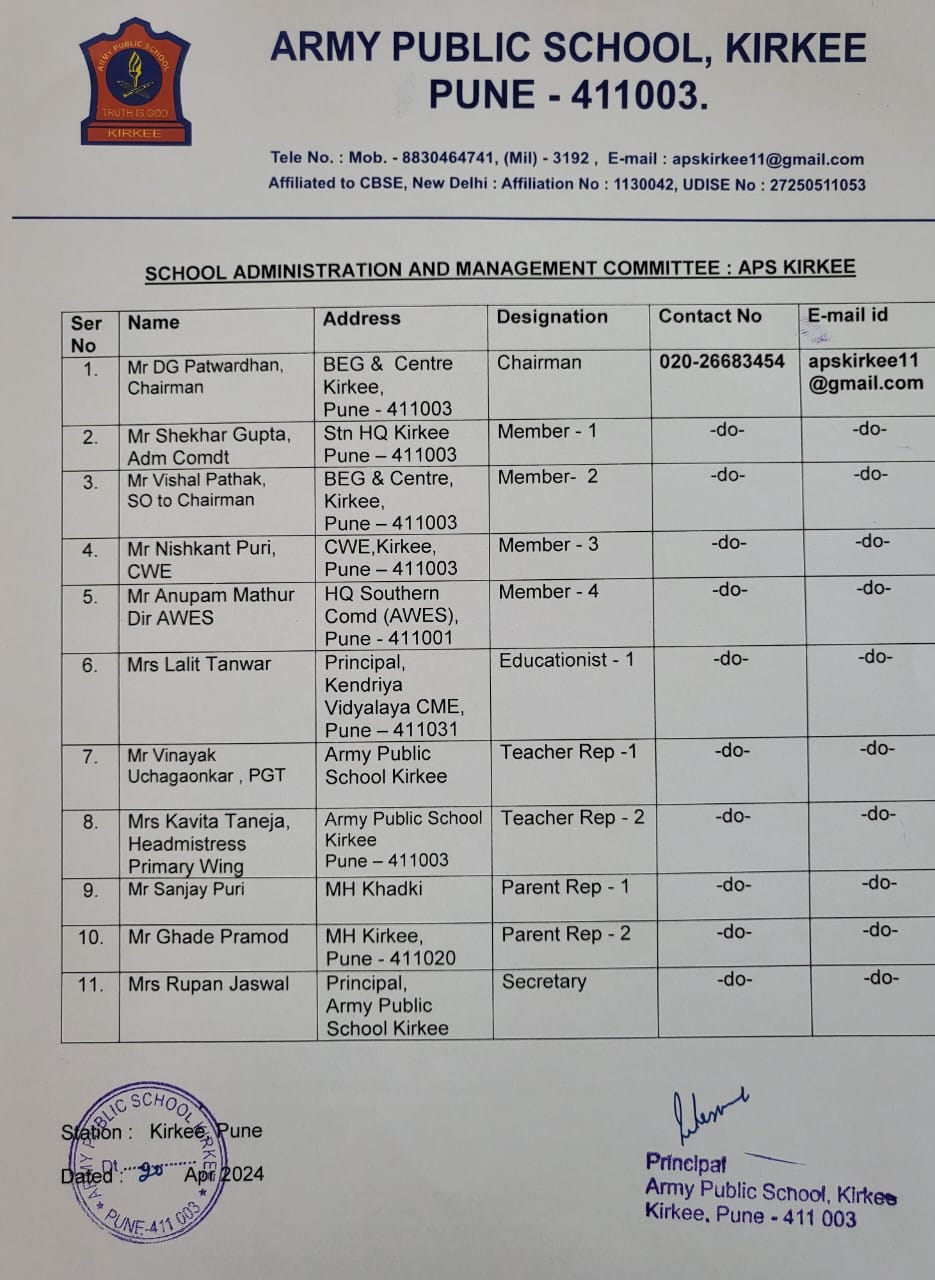 ARMY PUBLIC SCHOOL
TRUTH IS GOD
KIRKEE
ARMY PUBLIC SCHOOL, KIRKEE
PUNE - 411003.
Tele No. : Mob. - 8830464741, (Mil) - 3192 , E-mail : apskirkee11@gmail.com
Affiliated to CBSE, New Delhi : Affiliation No : 1130042, UDISE No : 27250511053
SCHOOL ADMINISTRATION AND MANAGEMENT COMMITTEE : APS KIRKEE
Ser No Name Address Designation Contact No E-mail id
1. Mr DG Patwardhan, Chairman BEG & Centre Kirkee, Pune - 411003 Chairman 020-26683454 apskirkee11@gmail.com
2. Mr Shekhar Gupta, Adm Comdt Stn HQ Kirkee Pune – 411003 Member - 1 -do- -do-
3. Mr Vishal Pathak, SO to Chairman BEG & Centre, Kirkee, Pune – 411003 Member- 2 -do- -do-
4. Mr Nishkant Puri, CWE CWE,Kirkee, Pune – 411003 Member - 3 -do- -do-
5. Mr Anupam Mathur Dir AWES HQ Southern Comd (AWES), Pune - 411001 Member - 4 -do- -do-
6. Mrs Lalit Tanwar Principal, Kendriya Vidyalaya CME, Pune – 411031 Educationist - 1 -do- -do-
7. Mr Vinayak Uchagaonkar , PGT Army Public School Kirkee Teacher Rep -1 -do- -do-
8. Mrs Kavita Taneja, Headmistress Primary Wing Army Public School Kirkee Pune – 411003 Teacher Rep - 2 -do- -do-
9. Mr Sanjay Puri MH Khadki Parent Rep - 1 -do- -do-
10. Mr Ghade Pramod MH Kirkee, Pune - 411020 Parent Rep - 2 -do- -do-
11. Mrs Rupan Jaswal Principal, Army Public School Kirkee Secretary -do- -do-
Station : Kirkee, Pune
Dated : 20 Apr 2024
ARMY PUBLIC SCHOOL KIRKEE
Dt.
PUNE-411 003
Principal
Army Public School, Kirkee
Kirkee. Pune - 411 003